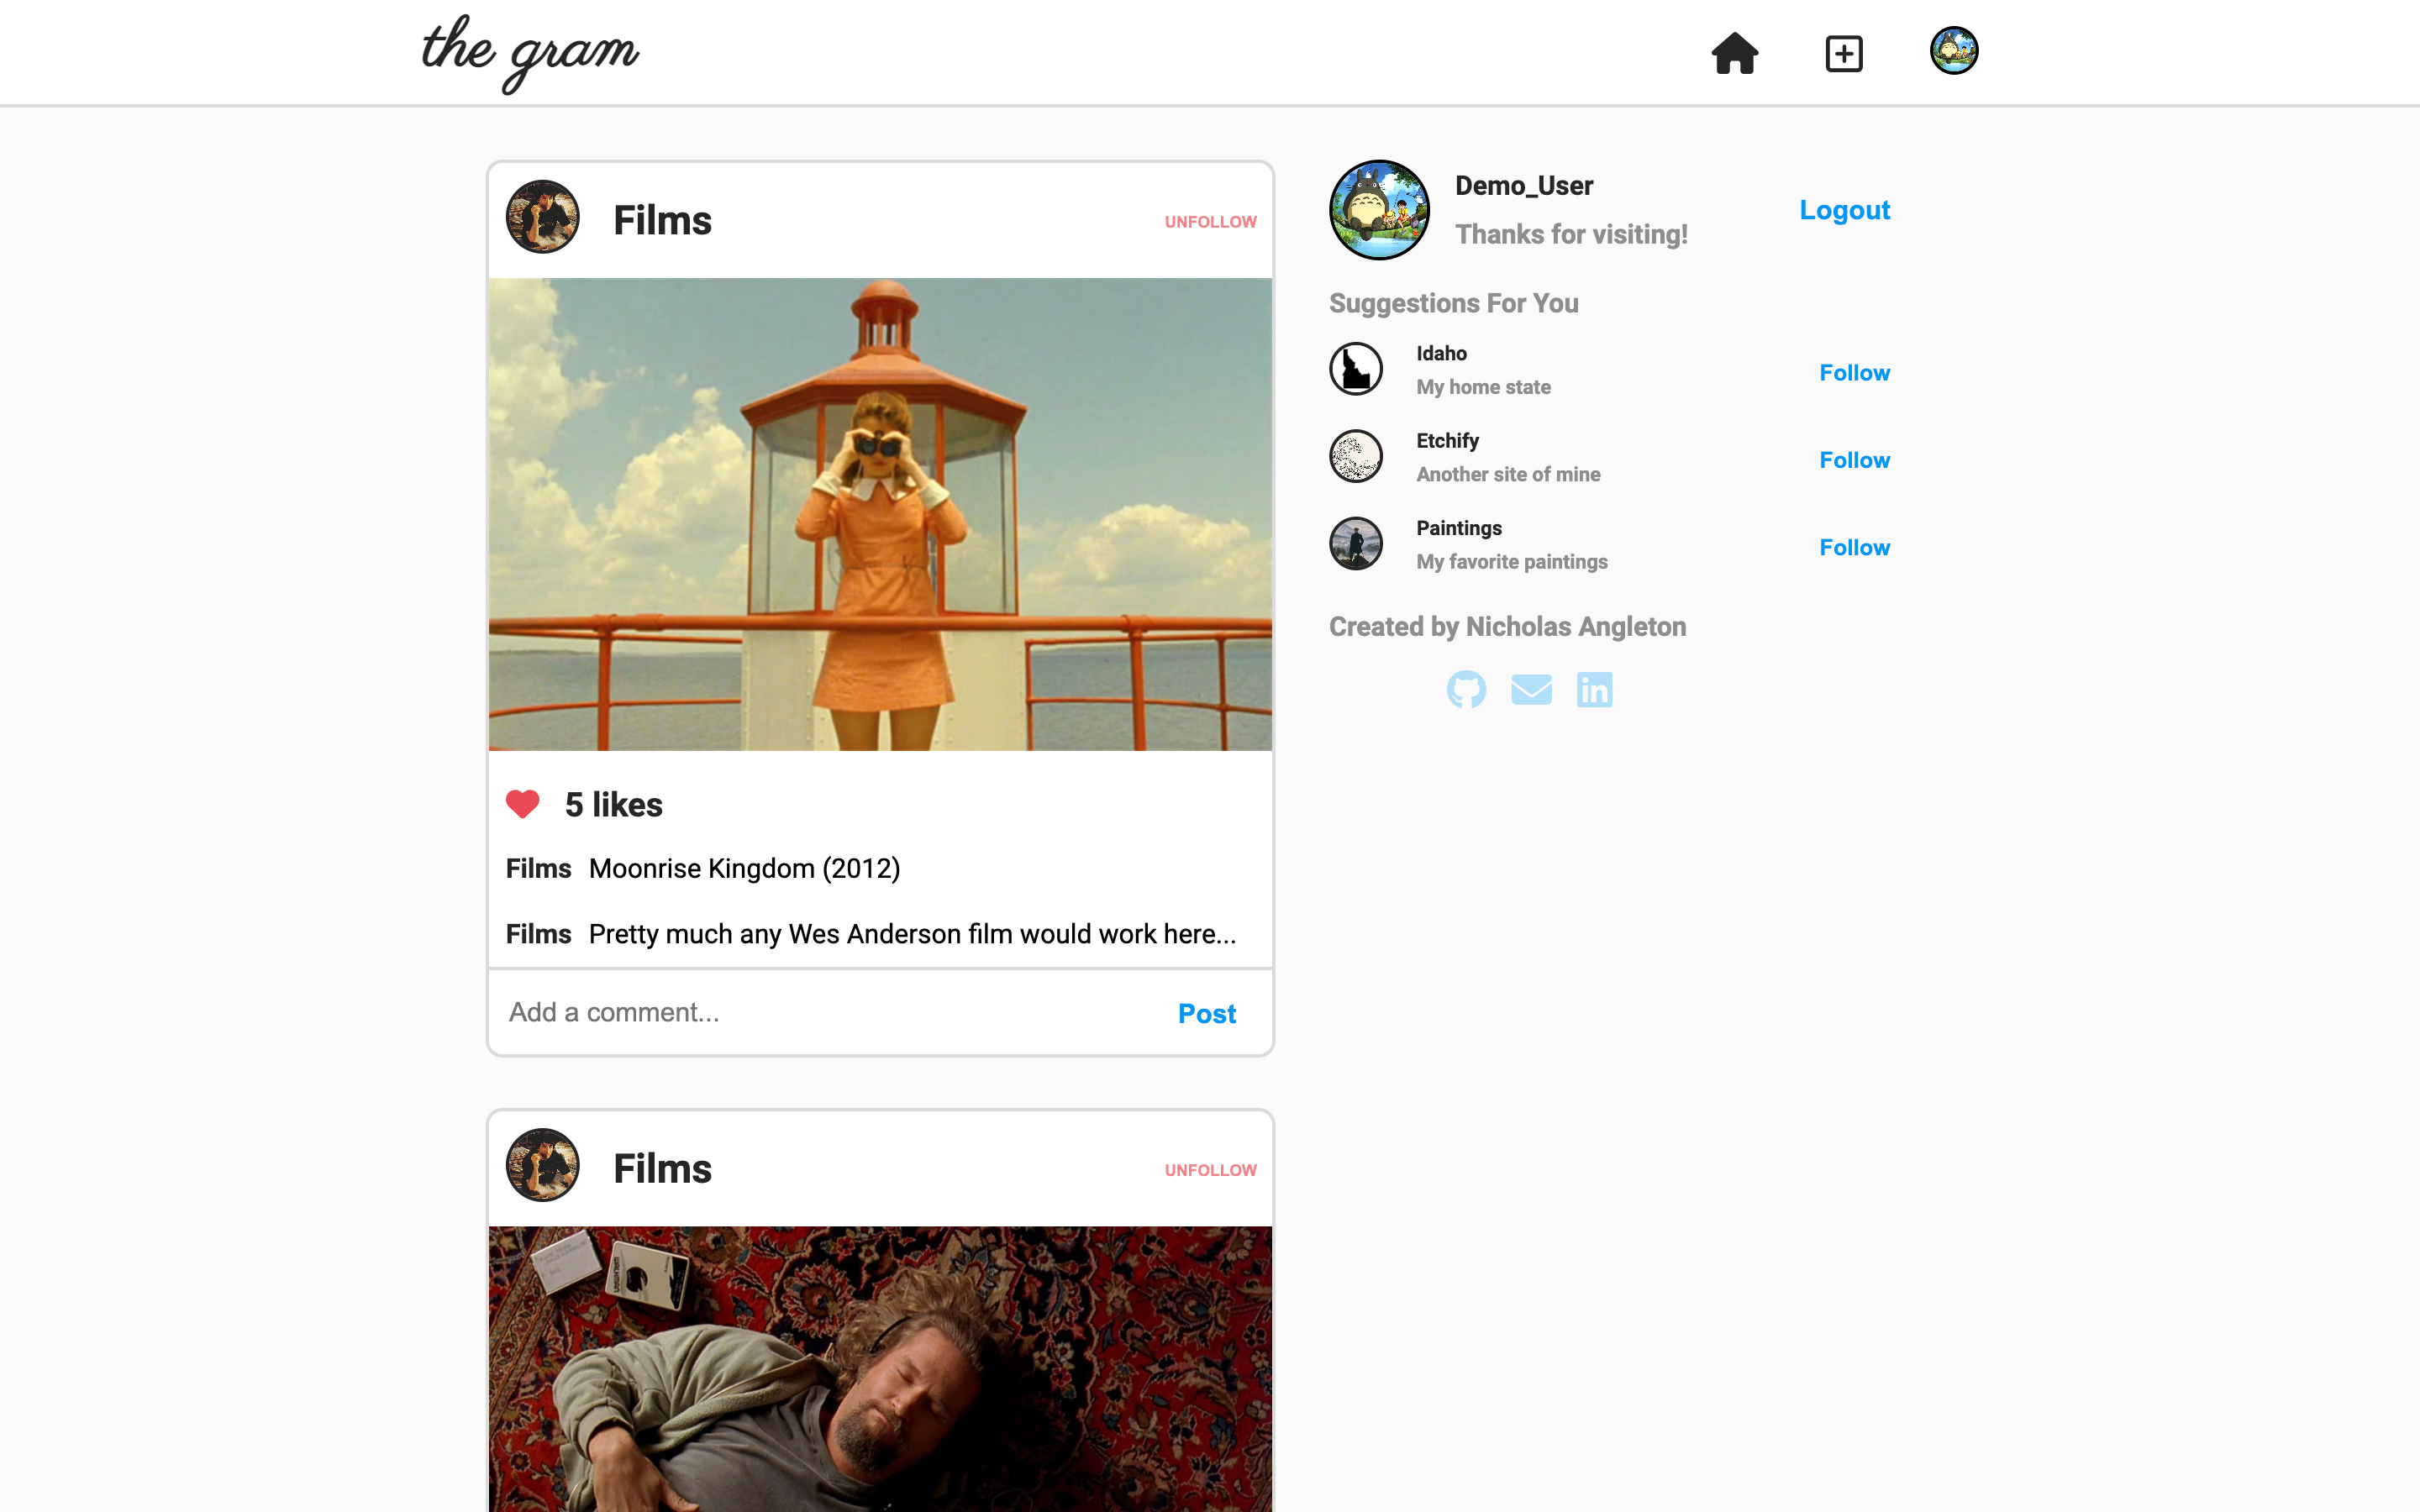 the gram
Films
UNFOLLOW
5 likes
Films Moonrise Kingdom (2012)
Films Pretty much any Wes Anderson film would work here...
Add a comment...
Post
Films
UNFOLLOW
Demo_User
Thanks for visiting!
Logout
Suggestions For You
Idaho
My home state
Follow
Etchify
Another site of mine
Follow
Paintings
My favorite paintings
Follow
Created by Nicholas Angleton
in